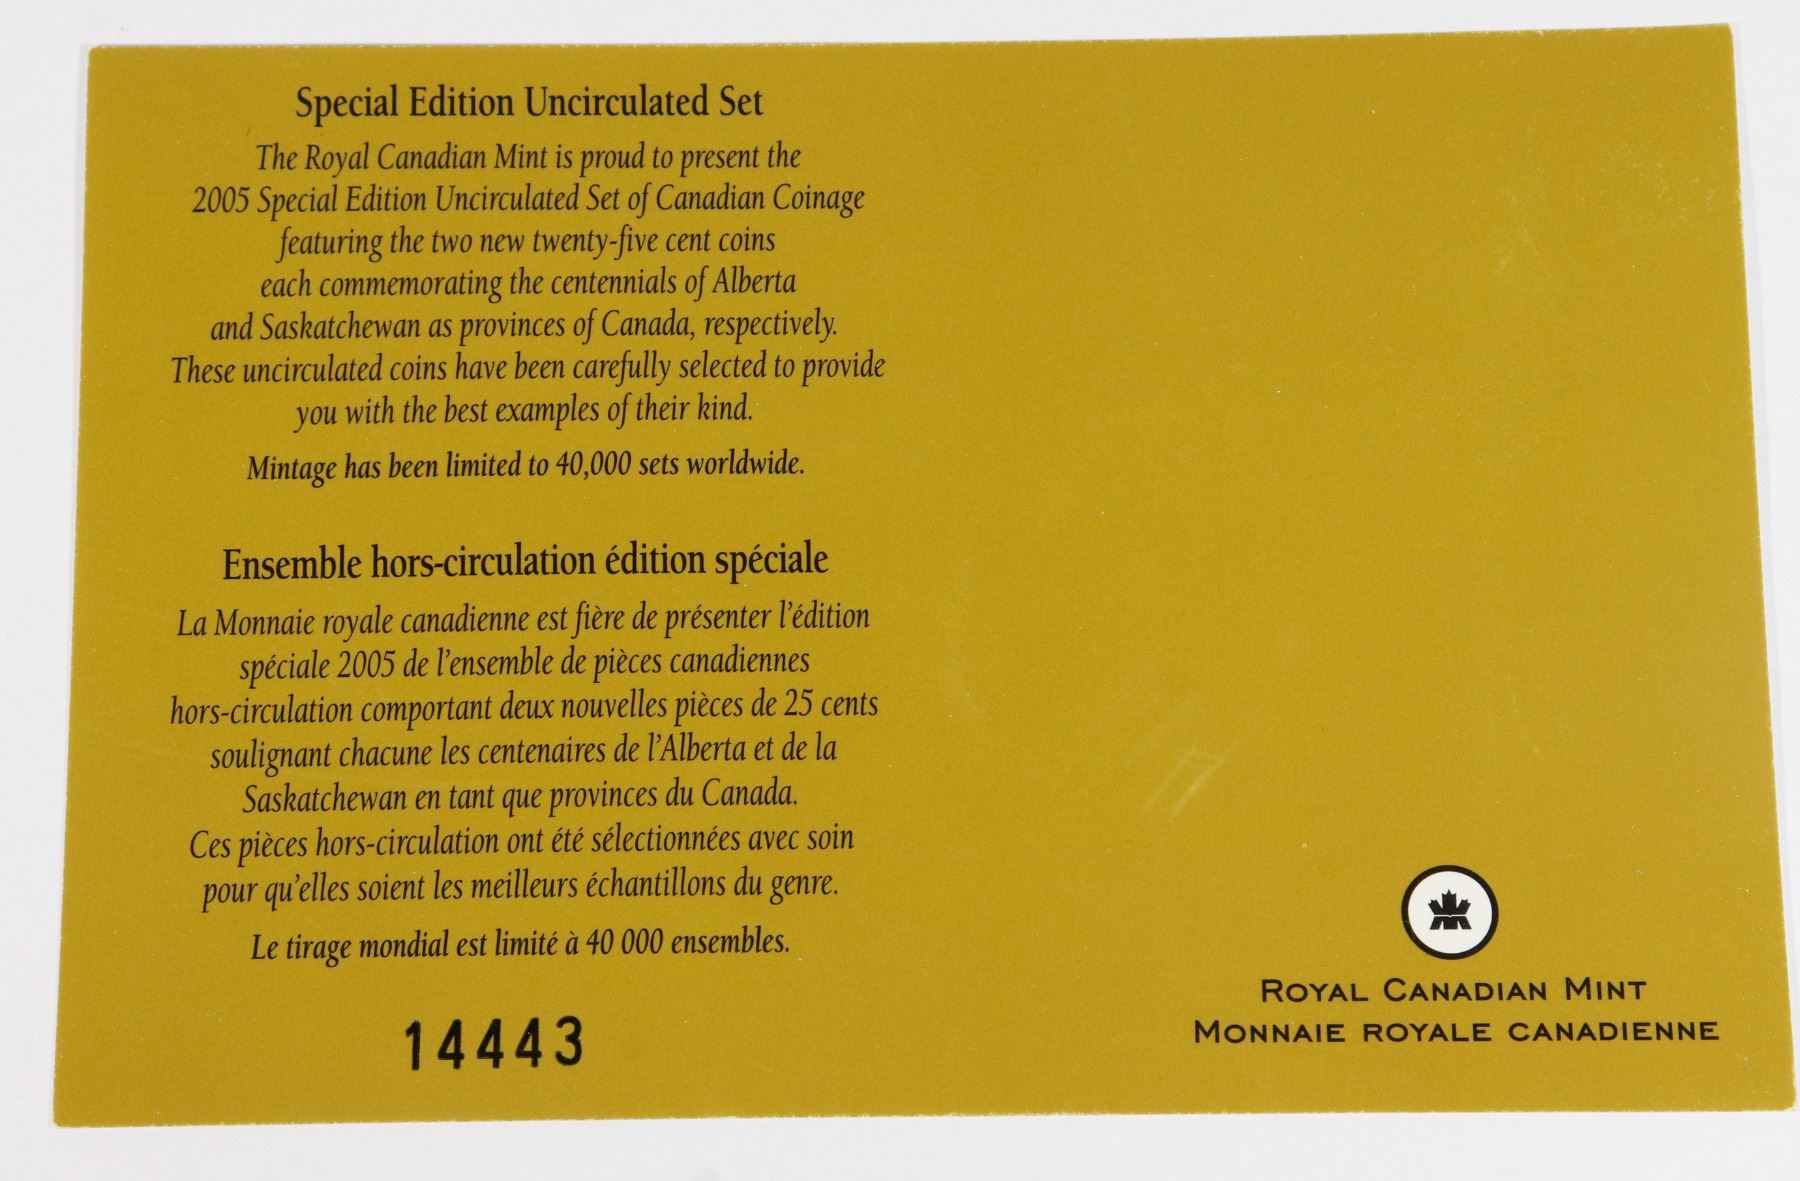 Special Edition Uncirculated Set
The Royal Canadian Mint is proud to present the
2005 Special Edition Uncirculated Set of Canadian Coinage
featuring the two new twenty-five cent coins
each commemorating the centennials of Alberta
and Saskatchewan as provinces of Canada, respectively.
These uncirculated coins have been carefully selected to provide
you with the best examples of their kind.
Mintage has been limited to 40,000 sets worldwide.
Ensemble hors-circulation édition spéciale
La Monnaie royale canadienne est fière de présenter l'édition
spéciale 2005 de l'ensemble de pièces canadiennes
hors-circulation comportant deux nouvelles pièces de 25 cents
soulignant chacune les centenaires de l'Alberta et de la
Saskatchewan en tant que provinces du Canada.
Ces pièces hors-circulation ont été sélectionnées avec soin
pour qu'elles soient les meilleurs échantillons du genre.
Le tirage mondial est limité à 40 000 ensembles.
14443
ROYAL CANADIAN MINT
MONNAIE ROYALE CANADIENNE